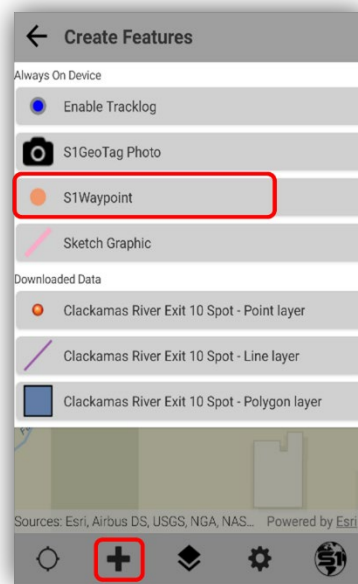 Create Features
Always On Device
Enable Tracklog
S1GeoTag Photo
S1Waypoint
Sketch Graphic
Downloaded Data
Clackamas River Exit 10 Spot - Point layer
Clackamas River Exit 10 Spot - Line layer
Clackamas River Exit 10 Spot - Polygon layer
Sources: Esri, Airbus DS, USGS, NGA, NAS... Powered by Esri
S1